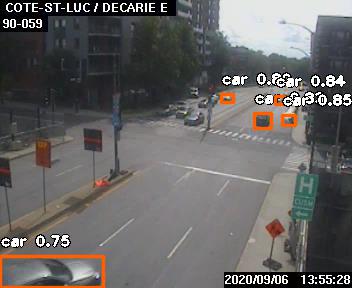 COTE-ST-LUC / DECARIE E
90-059
car 0.84
car 0.85
car 0.75
H
CUSM
2020/09/06 13:55:28